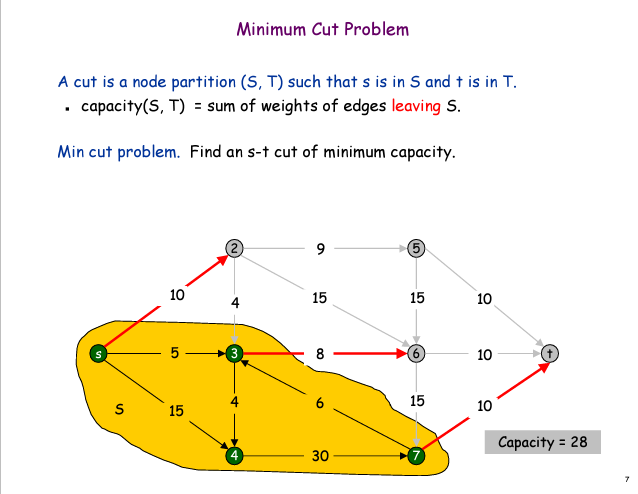 Minimum Cut Problem
A cut is a node partition (S, T) such that s is in S and t is in T.
▪ capacity(S, T) = sum of weights of edges leaving S.
Min cut problem. Find an s-t cut of minimum capacity.
2 9 5
10 4 15 15 10
s 5 3 8 6 10 t
S 15 4 6 15 10
4 30 7
Capacity = 28
7